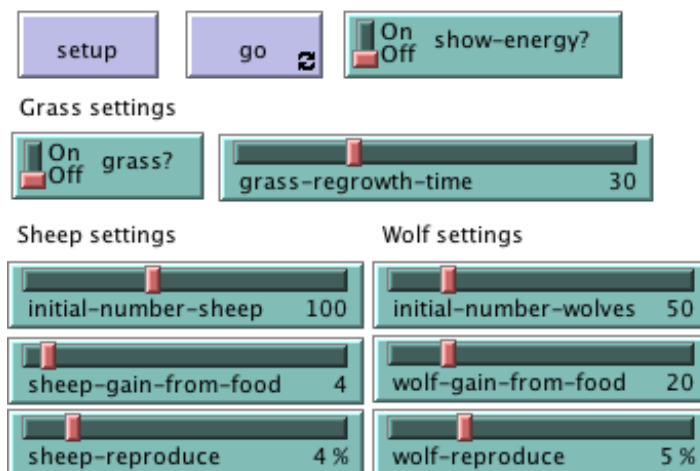 setup
go
On
Off
show-energy?
Grass settings
On
Off
grass?
grass-regrowth-time 30
Sheep settings
Wolf settings
initial-number-sheep 100
initial-number-wolves 50
sheep-gain-from-food 4
wolf-gain-from-food 20
sheep-reproduce 4 %
wolf-reproduce 5 %